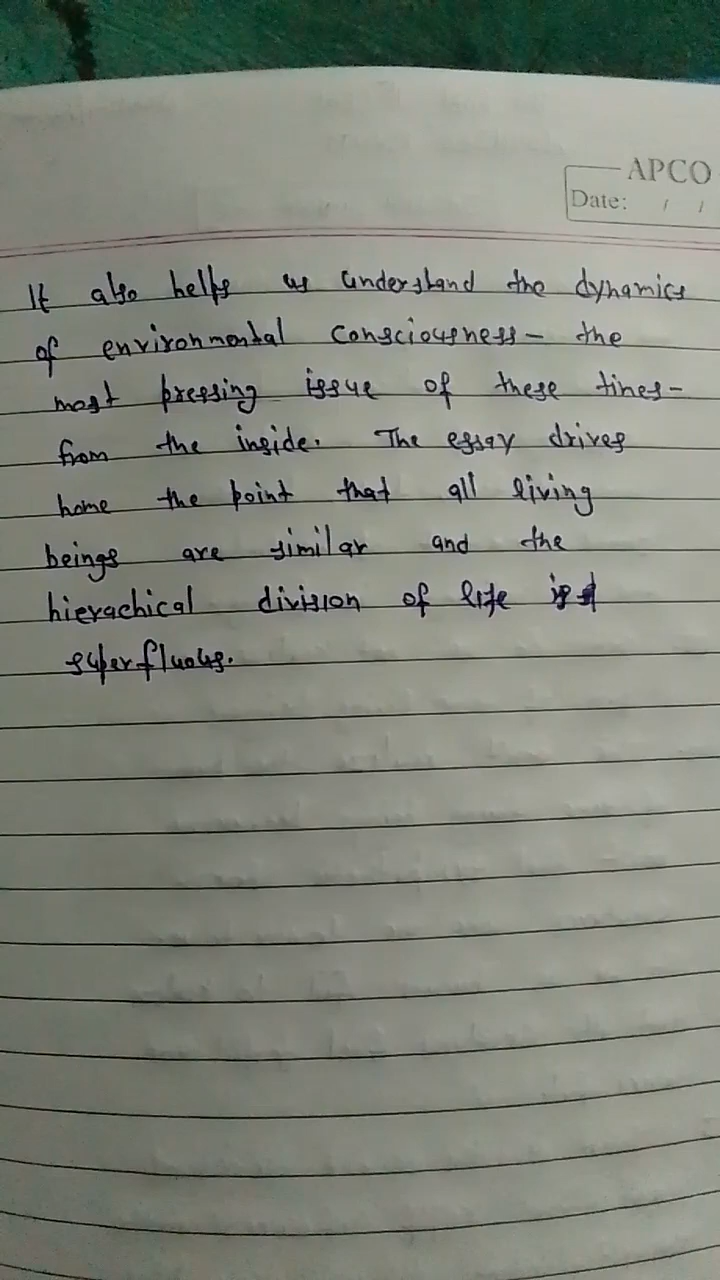 APCO
Date: / /
It also helps us understand the dynamics
of environmental consciousness - the
most pressing issue of these times -
from the inside. The essay drives
home the point that all living
beings are similar and the
hierachical division of life is
superfluous.